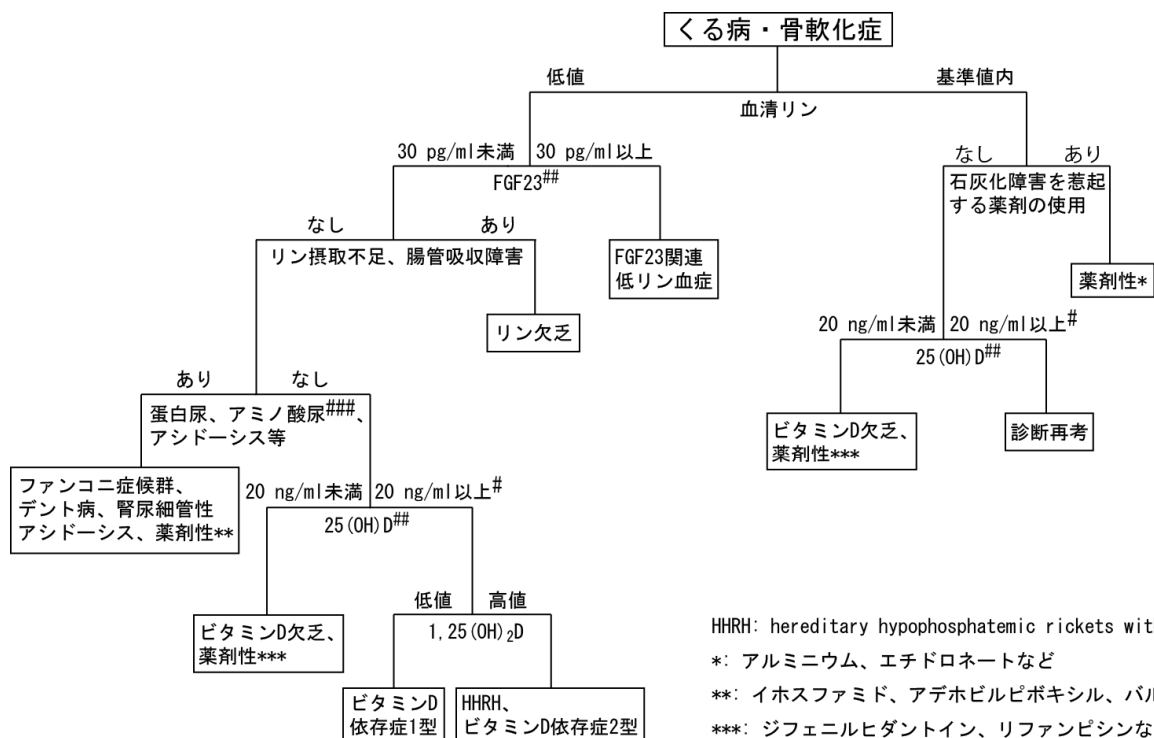 くる病・骨軟化症
低値
基準値内
血清リン
30 pg/ml未満
30 pg/ml以上
FGF23##
なし
あり
石灰化障害を惹起
する薬剤の使用
なし
あり
リン摂取不足、腸管吸収障害
FGF23関連
低リン血症
薬剤性*
リン欠乏
20 ng/ml未満
20 ng/ml以上#
25(OH)D##
あり
なし
蛋白尿、アミノ酸尿###、
アシドーシス等
ビタミンD欠乏、
薬剤性***
診断再考
ファンコニ症候群、
デント病、腎尿細管性
アシドーシス、薬剤性**
20 ng/ml未満
20 ng/ml以上#
25(OH)D##
低値
高値
1,25(OH)2D
ビタミンD欠乏、
薬剤性***
ビタミンD
依存症1型
HHRH、
ビタミンD依存症2型
HHRH: hereditary hypophosphatemic rickets wit
*: アルミニウム、エチドロネートなど
**: イホスファミド、アデホビルピボキシル、バル
***: ジフェニルヒダントイン、リファンピシンな